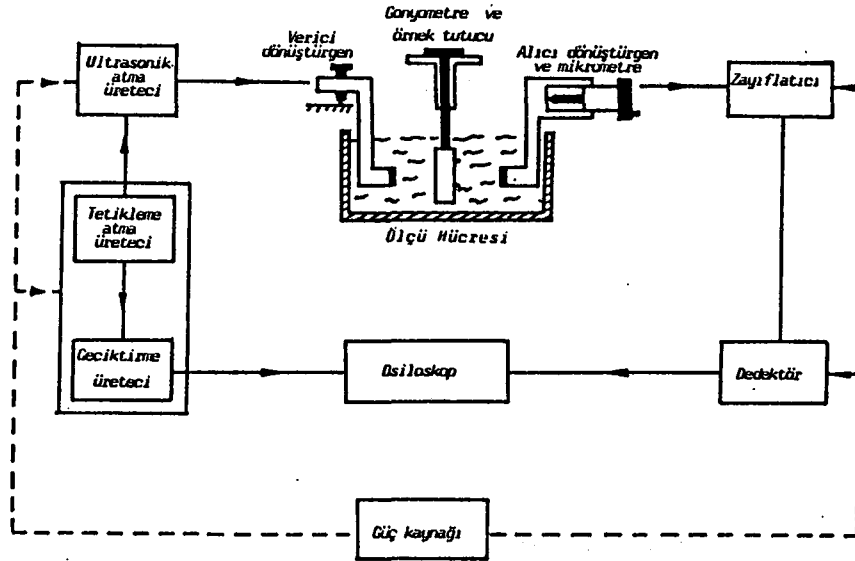 Gonyometre ve
örnek tutucu
Verici
dönüştürgen
Alıcı dönüştürgen
ve mikrometre
Ultrasonik
atma
üreteci
Zayıflatıcı
Ölçü Hücresi
Tetikleme
atma
üreteci
Geciktirme
üreteci
Osiloskop
Dedektör
Güç kaynağı